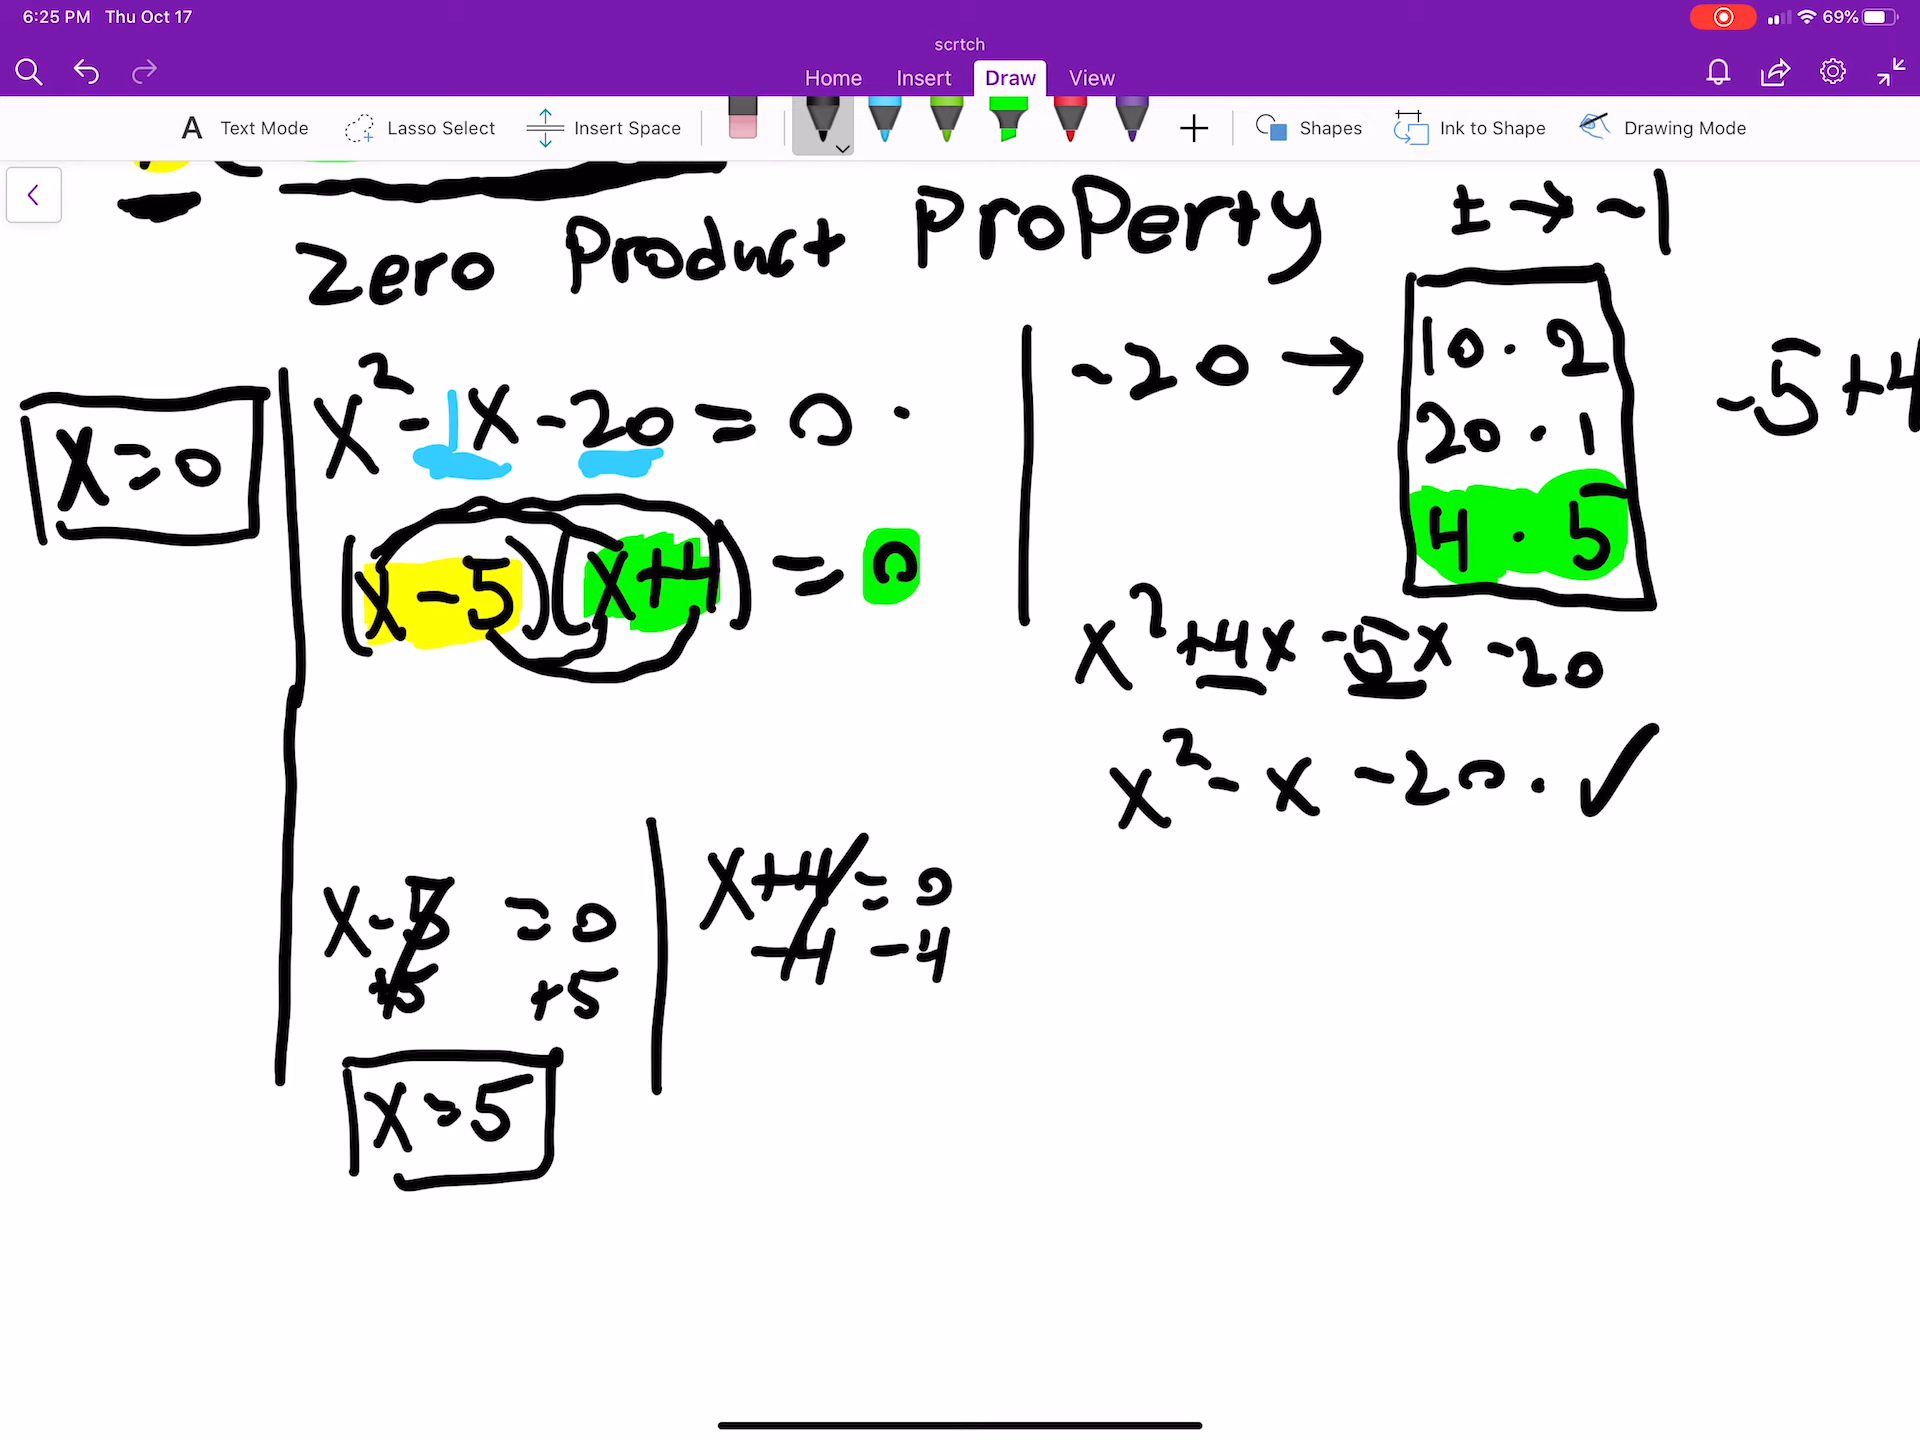 6:25 PM Thu Oct 17
69%
scrtch
Home Insert Draw View
A Text Mode Lasso Select Insert Space Shapes Ink to Shape Drawing Mode
Zero Product Property
± → -1
x² - 1x - 20 = 0.
x = 0
(x - 5)(x + 4) = 0
-20 →
10 · 2
20 · 1
4 · 5
-5 + 4
x² + 4x - 5x - 20
x² - x - 20. ✓
x - 5 = 0
+5 +5
x = 5
x + 4 = 0
-4 -4